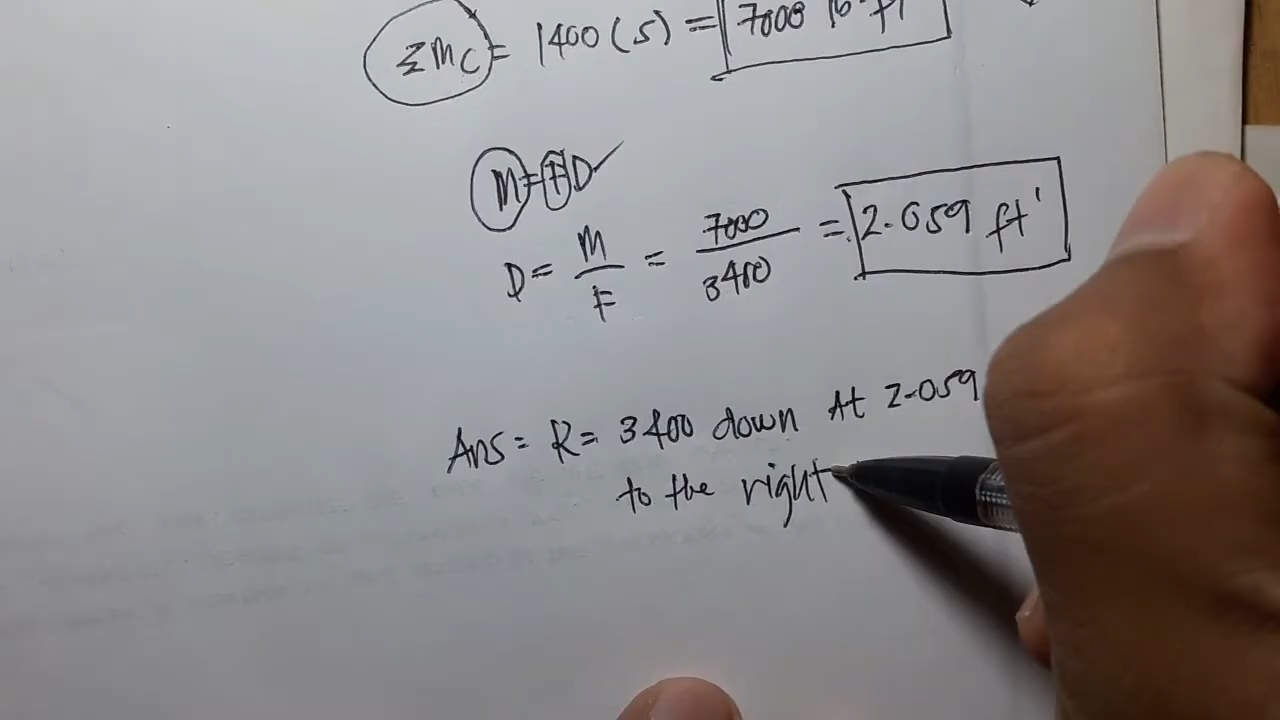 ΣMc = 1400 (5) = 7000 lb-ft
M = FD ✓
D = M/F = 7000/3400 = 2.059 ft'
Ans = R = 3400 down At 2.059
to the right